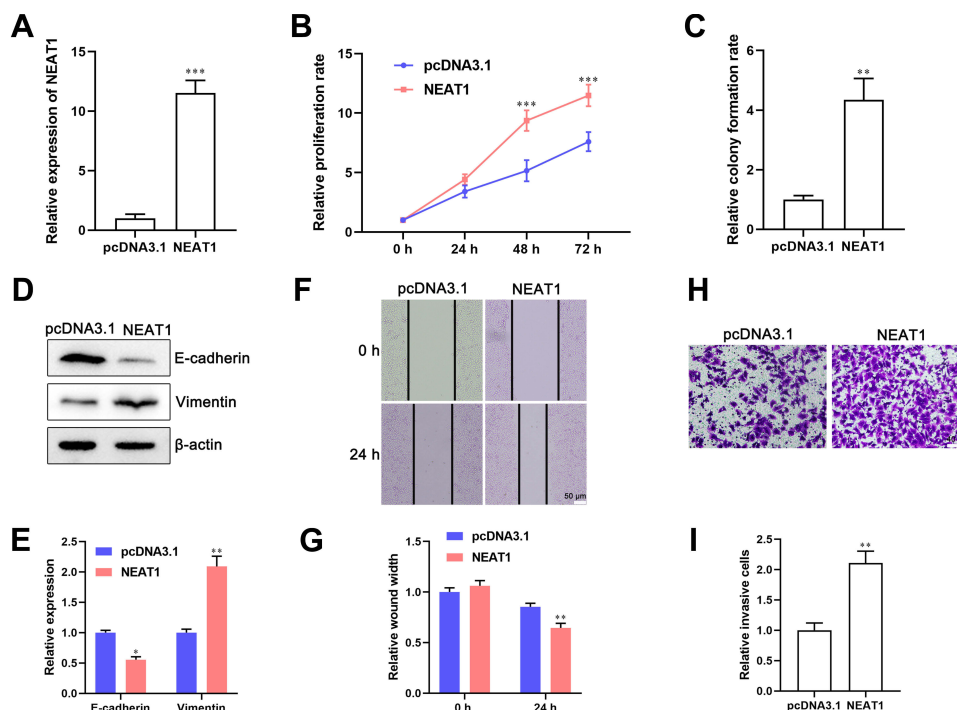 A
Relative expression of NEAT1
15
10
5
0
***
pcDNA3.1 NEAT1
B
Relative proliferation rate
15
10
5
0
pcDNA3.1
NEAT1
***
***
0 h 24 h 48 h 72 h
C
Relative colony formation rate
6
4
2
0
**
pcDNA3.1 NEAT1
D
pcDNA3.1 NEAT1
E-cadherin
Vimentin
β-actin
F
pcDNA3.1 NEAT1
0 h
24 h
50 μm
H
pcDNA3.1 NEAT1
E
Relative expression
2.5
2.0
1.5
1.0
0.5
0.0
pcDNA3.1
NEAT1
*
**
E-cadherin Vimentin
G
Relative wound width
2.0
1.5
1.0
0.5
0.0
pcDNA3.1
NEAT1
**
0 h 24 h
I
Relative invasive cells
2.5
2.0
1.5
1.0
0.5
0.0
**
pcDNA3.1 NEAT1